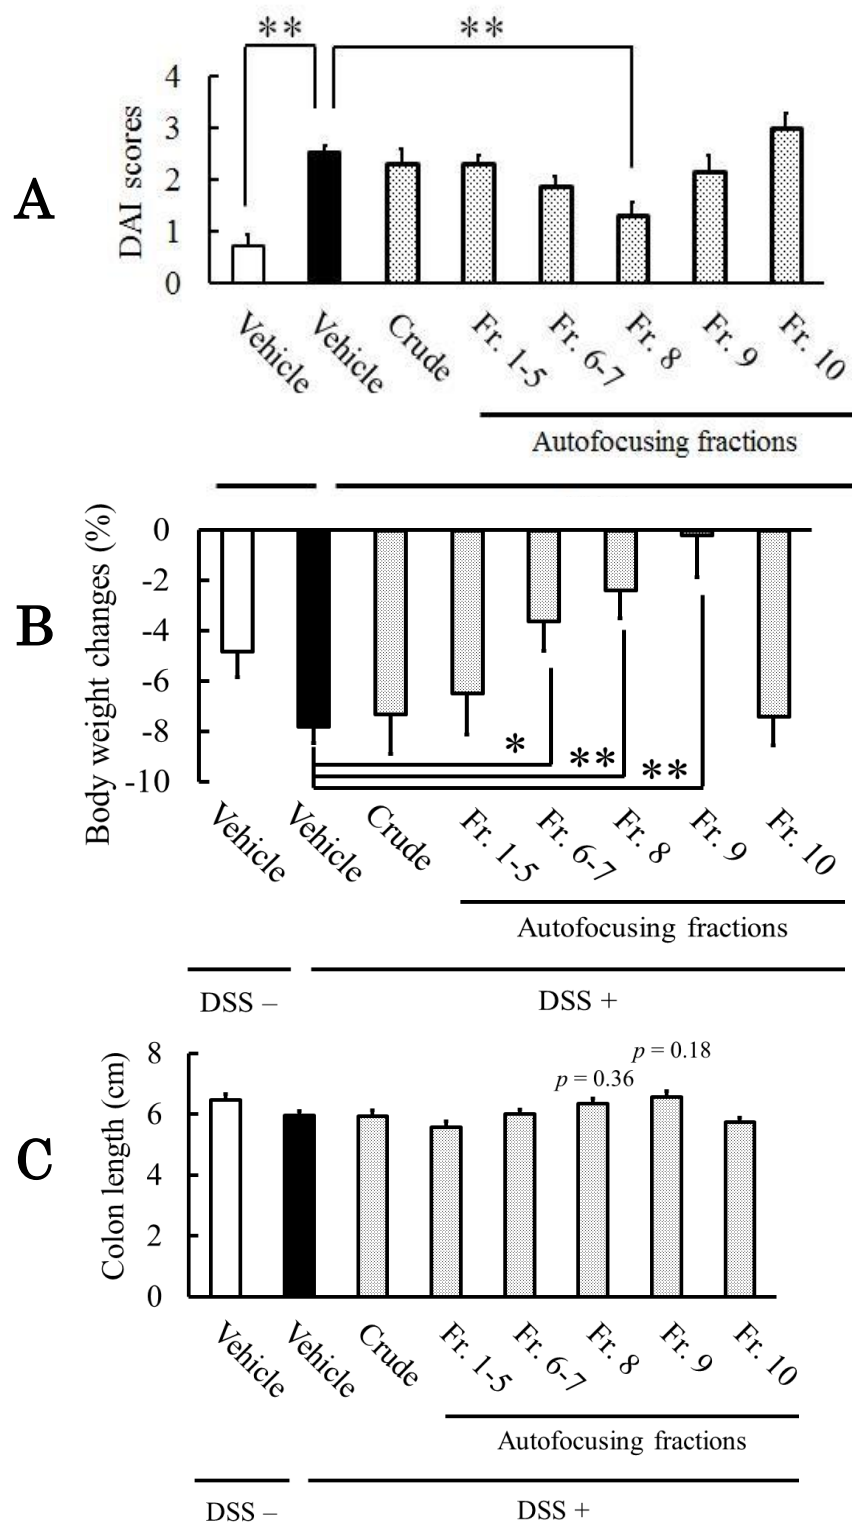 A
DAI scores
** **
4
3
2
1
0
Vehicle Vehicle Crude Fr. 1-5 Fr. 6-7 Fr. 8 Fr. 9 Fr. 10
Autofocusing fractions
B
Body weight changes (%)
0
-2
-4
-6
-8
-10
* ** **
Vehicle Vehicle Crude Fr. 1-5 Fr. 6-7 Fr. 8 Fr. 9 Fr. 10
Autofocusing fractions
DSS – DSS +
C
Colon length (cm)
8
6
4
2
0
p = 0.18
p = 0.36
Vehicle Vehicle Crude Fr. 1-5 Fr. 6-7 Fr. 8 Fr. 9 Fr. 10
Autofocusing fractions
DSS – DSS +